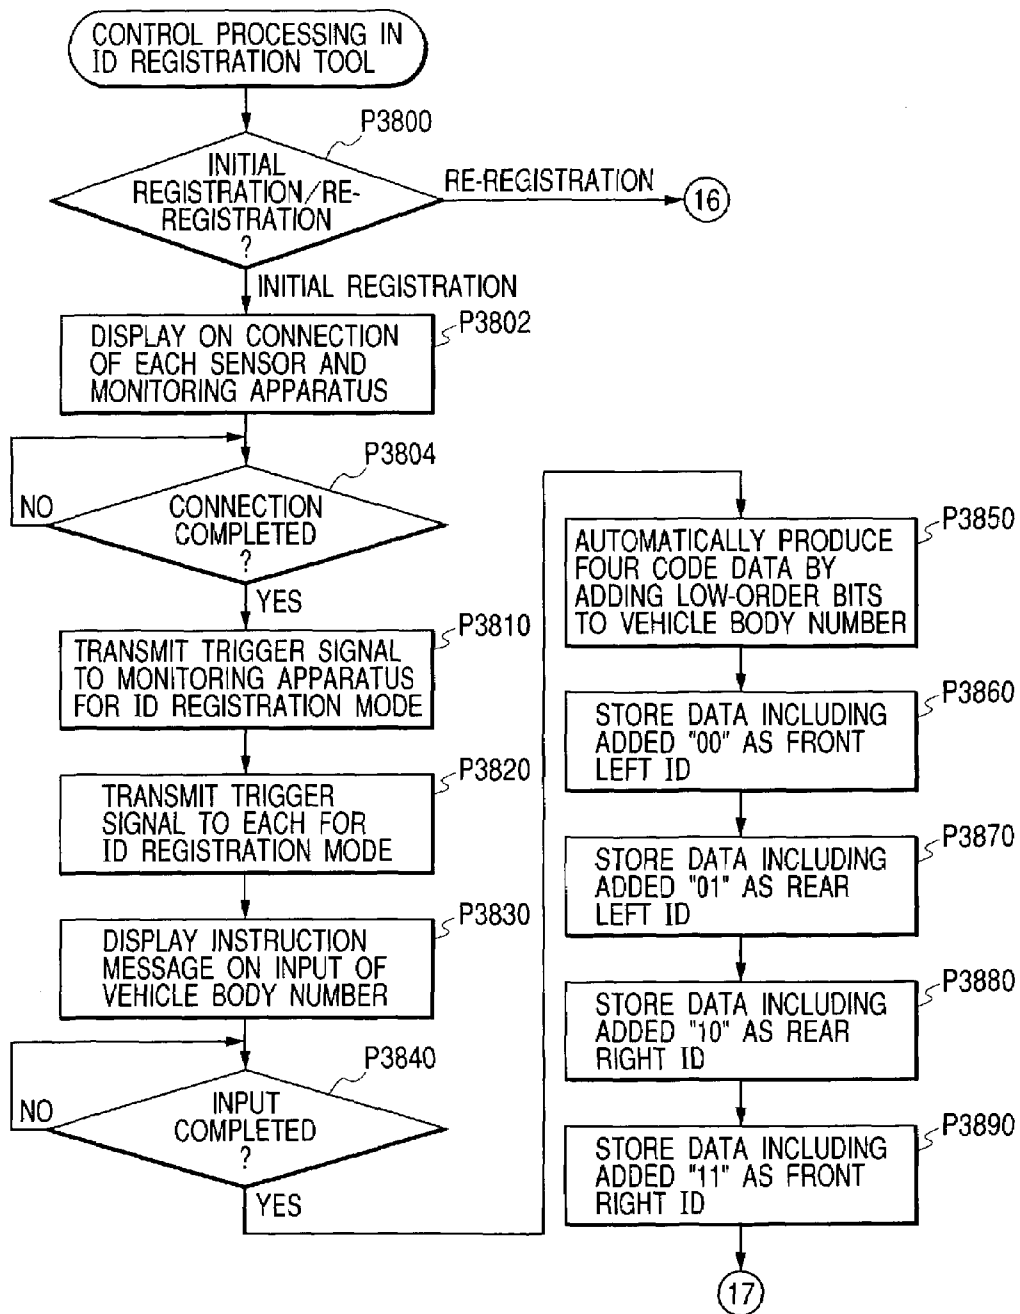 CONTROL PROCESSING IN
ID REGISTRATION TOOL
P3800
INITIAL
REGISTRATION/RE-
REGISTRATION
?
RE-REGISTRATION
16
INITIAL REGISTRATION
P3802
DISPLAY ON CONNECTION
OF EACH SENSOR AND
MONITORING APPARATUS
P3804
NO
CONNECTION
COMPLETED
?
YES
P3810
TRANSMIT TRIGGER SIGNAL
TO MONITORING APPARATUS
FOR ID REGISTRATION MODE
P3820
TRANSMIT TRIGGER
SIGNAL TO EACH FOR
ID REGISTRATION MODE
P3830
DISPLAY INSTRUCTION
MESSAGE ON INPUT OF
VEHICLE BODY NUMBER
P3840
NO
INPUT
COMPLETED
?
YES
P3850
AUTOMATICALLY PRODUCE
FOUR CODE DATA BY
ADDING LOW-ORDER BITS
TO VEHICLE BODY NUMBER
P3860
STORE DATA INCLUDING
ADDED "00" AS FRONT
LEFT ID
P3870
STORE DATA INCLUDING
ADDED "01" AS REAR
LEFT ID
P3880
STORE DATA INCLUDING
ADDED "10" AS REAR
RIGHT ID
P3890
STORE DATA INCLUDING
ADDED "11" AS FRONT
RIGHT ID
17